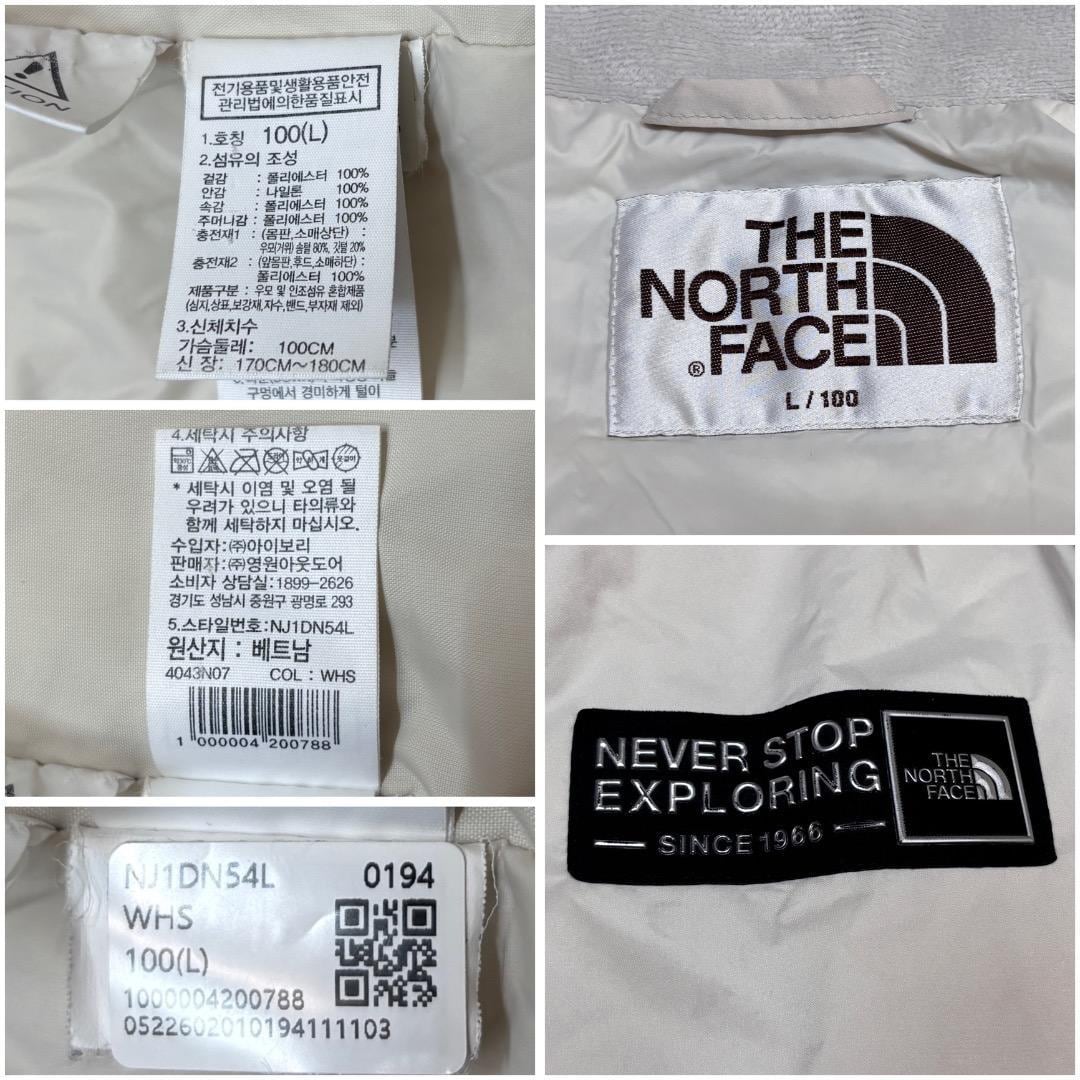 TION
전기용품및생활용품안전
관리법에의한품질표시
1.호칭 100(L)
2.섬유의 조성
겉감 : 폴리에스터 100%
안감 : 나일론 100%
속감 : 폴리에스터 100%
주머니감 : 폴리에스터 100%
충전재1 : (몸판,소매상단) :
우모(거위) 솜털 80%, 깃털 20%
충전재2 : (앞몸판,후드,소매하단) :
폴리에스터 100%
제품구분 : 우모 및 인조섬유 혼합제품
(심지,상표,보강재,자수,밴드,부자재 제외)
3.신체치수
가슴둘레: 100CM
신 장: 170CM~180CM
구멍에서 경미하게 털이
THE
NORTH
FACE
®
L / 100
4.세탁시 주의사항
* 세탁시 이염 및 오염 될
우려가 있으니 타의류와
함께 세탁하지 마십시오.
수입자:㈜아이보리
판매자:㈜영원아웃도어
소비자 상담실:1899-2626
경기도 성남시 중원구 광명로 293
5.스타일번호:NJ1DN54L
원산지 : 베트남
4043N07 COL : WHS
1 000004 200788
NEVER STOP
EXPLORING
SINCE 1966
THE
NORTH
FACE
NJ1DN54L 0194
WHS
100(L)
1000004200788
0522602010194111103